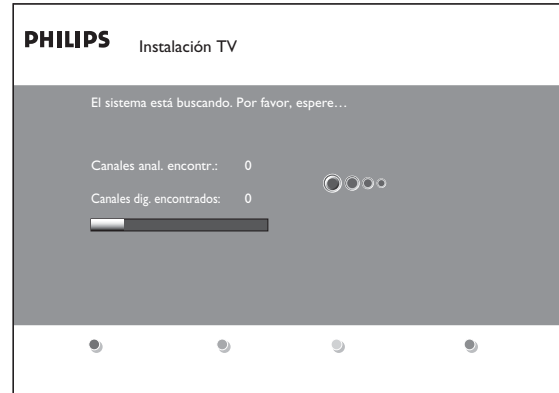 PHILIPS
Instalación TV
El sistema está buscando. Por favor, espere…
Canales anal. encontr.: 0
Canales dig. encontrados: 0